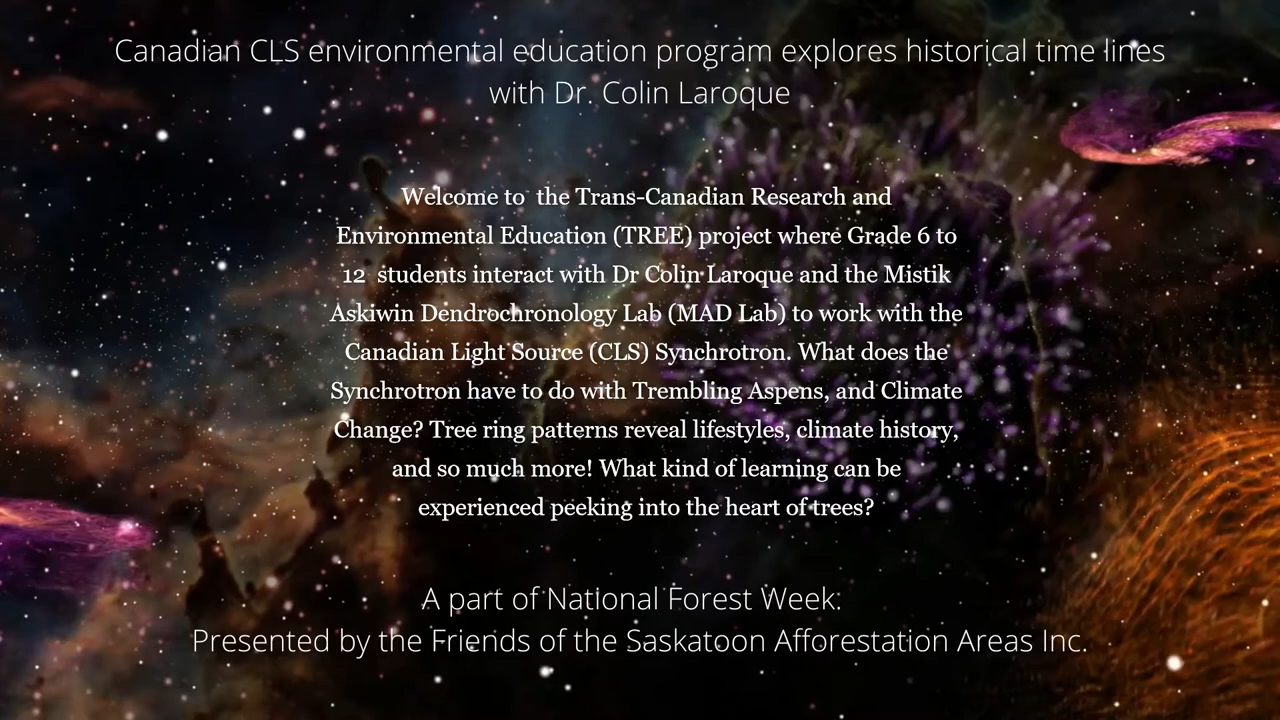 Canadian CLS environmental education program explores historical time lines
with Dr. Colin Laroque
Welcome to  the Trans-Canadian Research and
Environmental Education (TREE) project where Grade 6 to
12  students interact with Dr Colin Laroque and the Mistik
Askiwin Dendrochronology Lab (MAD Lab) to work with the
Canadian Light Source (CLS) Synchrotron. What does the
Synchrotron have to do with Trembling Aspens, and Climate
Change? Tree ring patterns reveal lifestyles, climate history,
and so much more! What kind of learning can be
experienced peeking into the heart of trees?
A part of National Forest Week:
Presented by the Friends of the Saskatoon Afforestation Areas Inc.